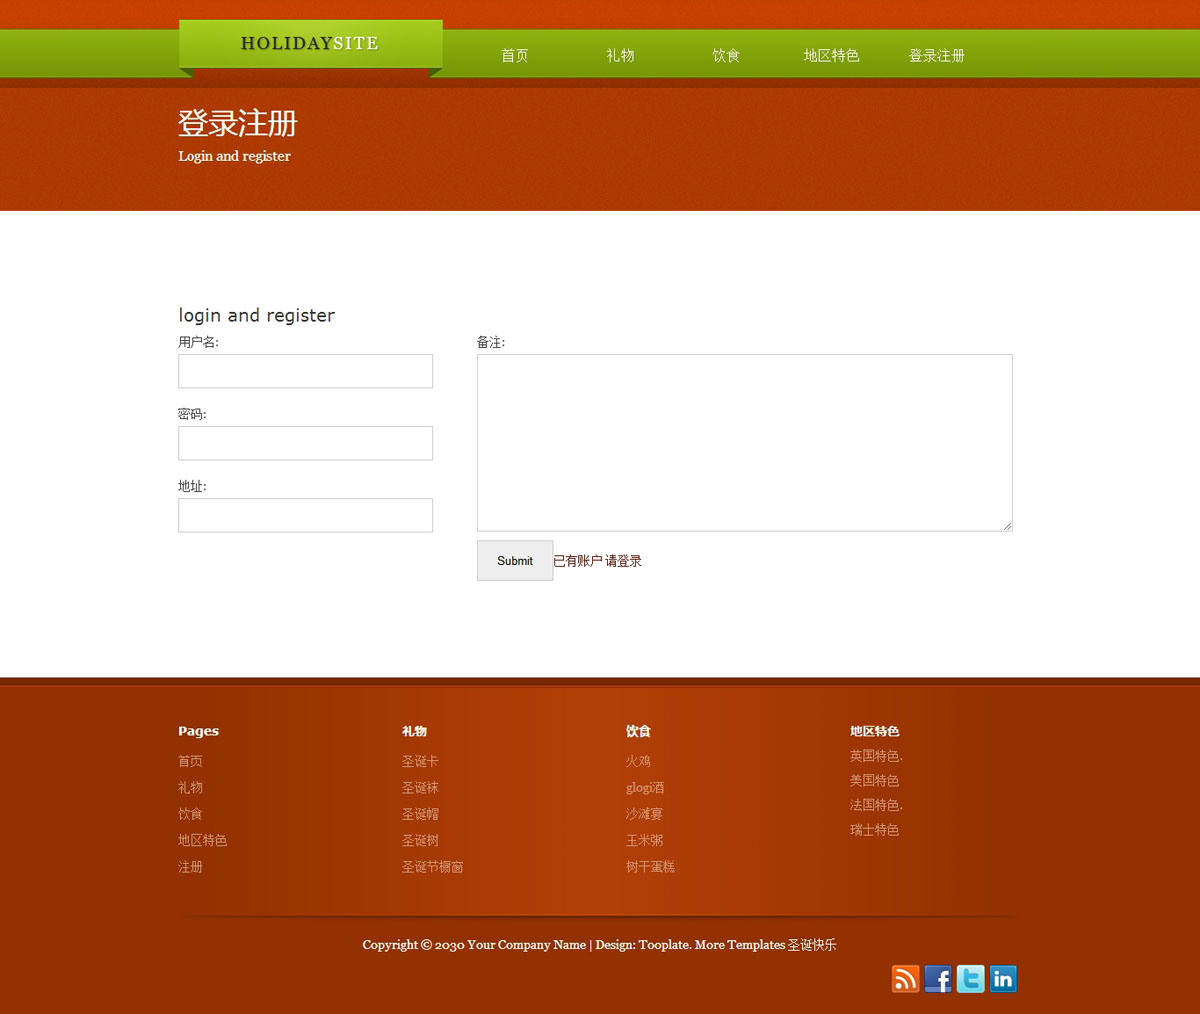 HOLIDAYSITE
首页 礼物 饮食 地区特色 登录注册
登录注册
Login and register
login and register
用户名:
备注:
密码:
地址:
Submit 已有账户 请登录
Pages 礼物 饮食 地区特色
首页 圣诞卡 火鸡 英国特色.
礼物 圣诞袜 glogi酒 美国特色
饮食 圣诞帽 沙滩宴 法国特色.
地区特色 圣诞树 玉米粥 瑞士特色
注册 圣诞节橱窗 树干蛋糕
Copyright © 2030 Your Company Name | Design: Tooplate. More Templates 圣诞快乐